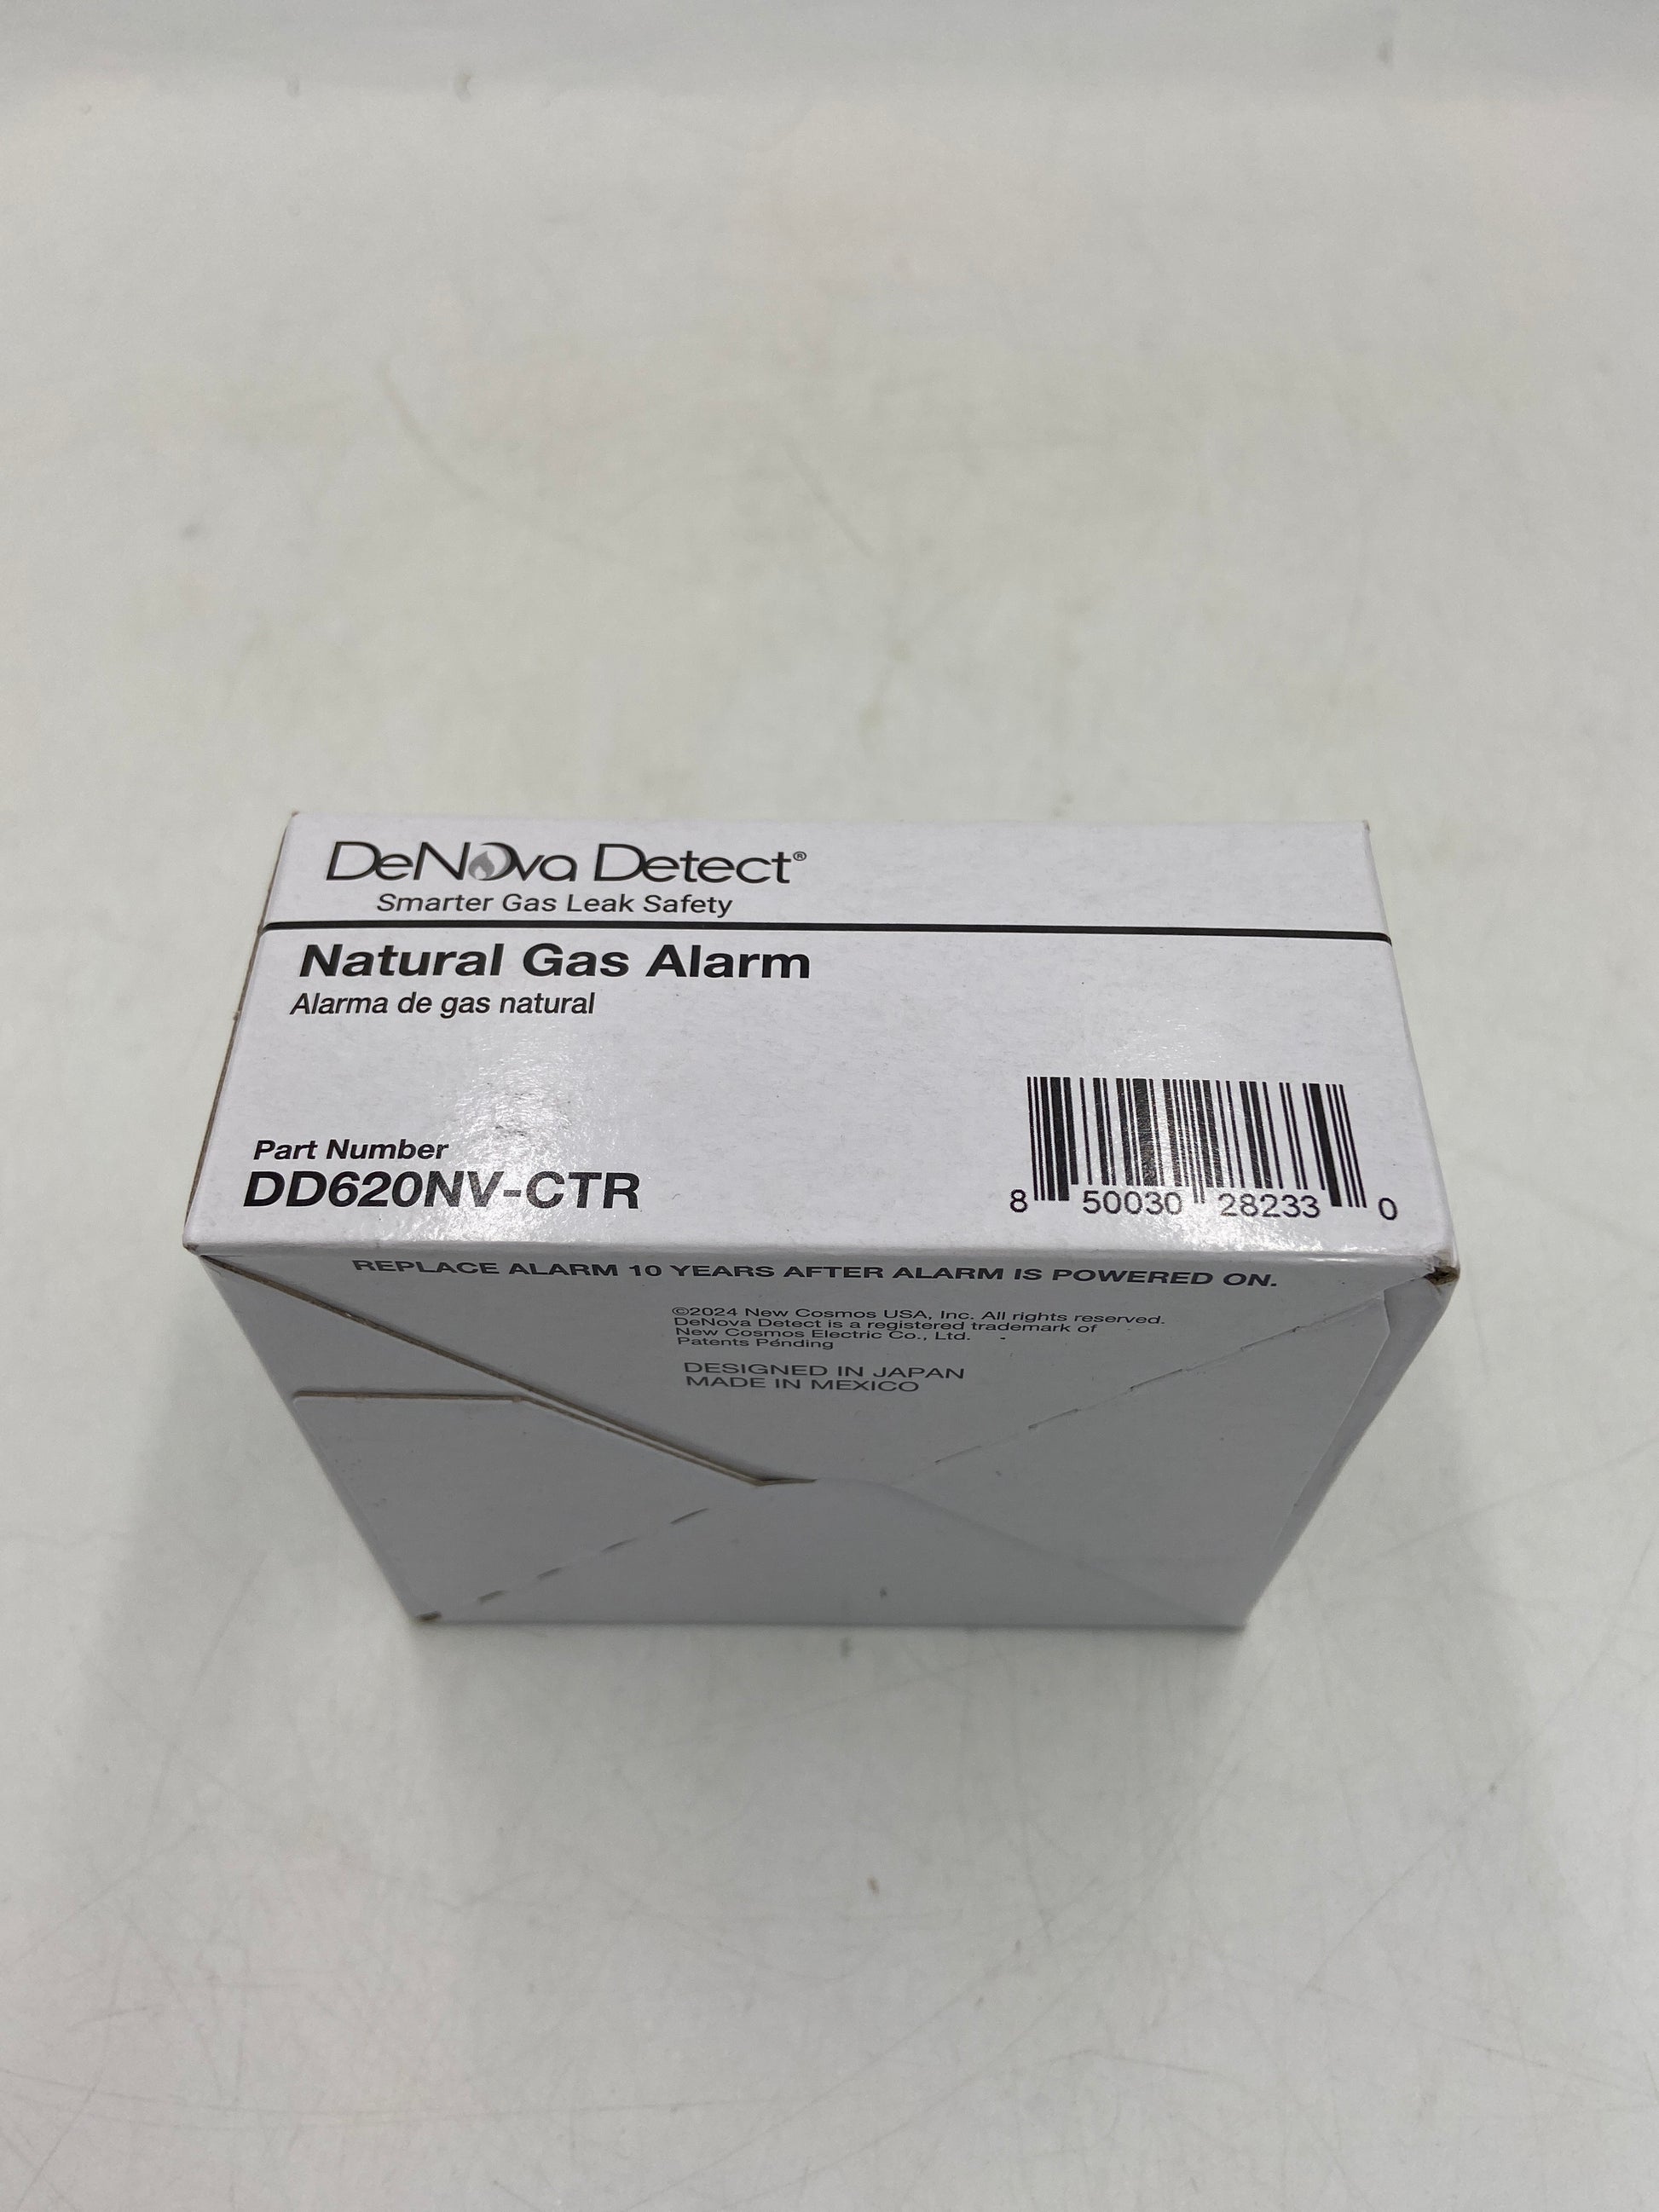 DeNova Detect®
Smarter Gas Leak Safety
Natural Gas Alarm
Alarma de gas natural
Part Number
DD620NV-CTR
8 50030 28233 0
REPLACE ALARM 10 YEARS AFTER ALARM IS POWERED ON.
©2024 New Cosmos USA, Inc. All rights reserved.
DeNova Detect is a registered trademark of
New Cosmos Electric Co., Ltd.
Patents Pending
DESIGNED IN JAPAN
MADE IN MEXICO